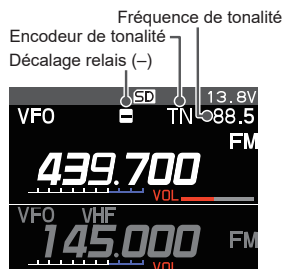 Fréquence de tonalité
Encodeur de tonalité
Décalage relais (–)
SD 13.8V
VFO – TN 88.5
FM
439.700
VOL
VFO VHF
145.000 FM
VOL